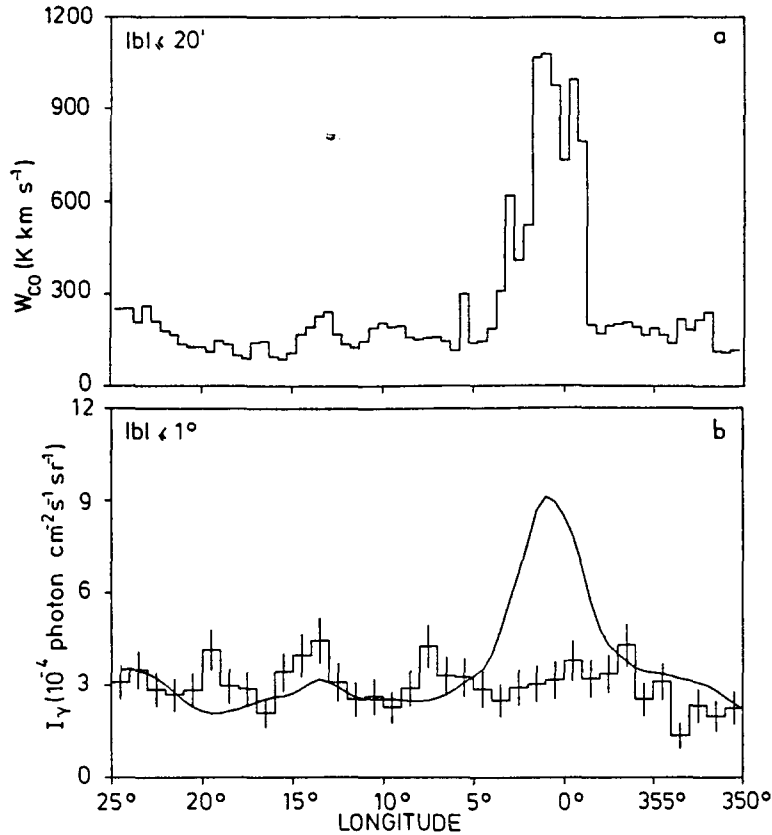 1200
|b| ⩽ 20'
a
900
600
300
0
W_CO (K km s⁻¹)
12
|b| ⩽ 1°
b
9
6
3
0
I_γ (10⁻⁴ photon cm⁻² s⁻¹ sr⁻¹)
25° 20° 15° 10° 5° 0° 355° 350°
LONGITUDE